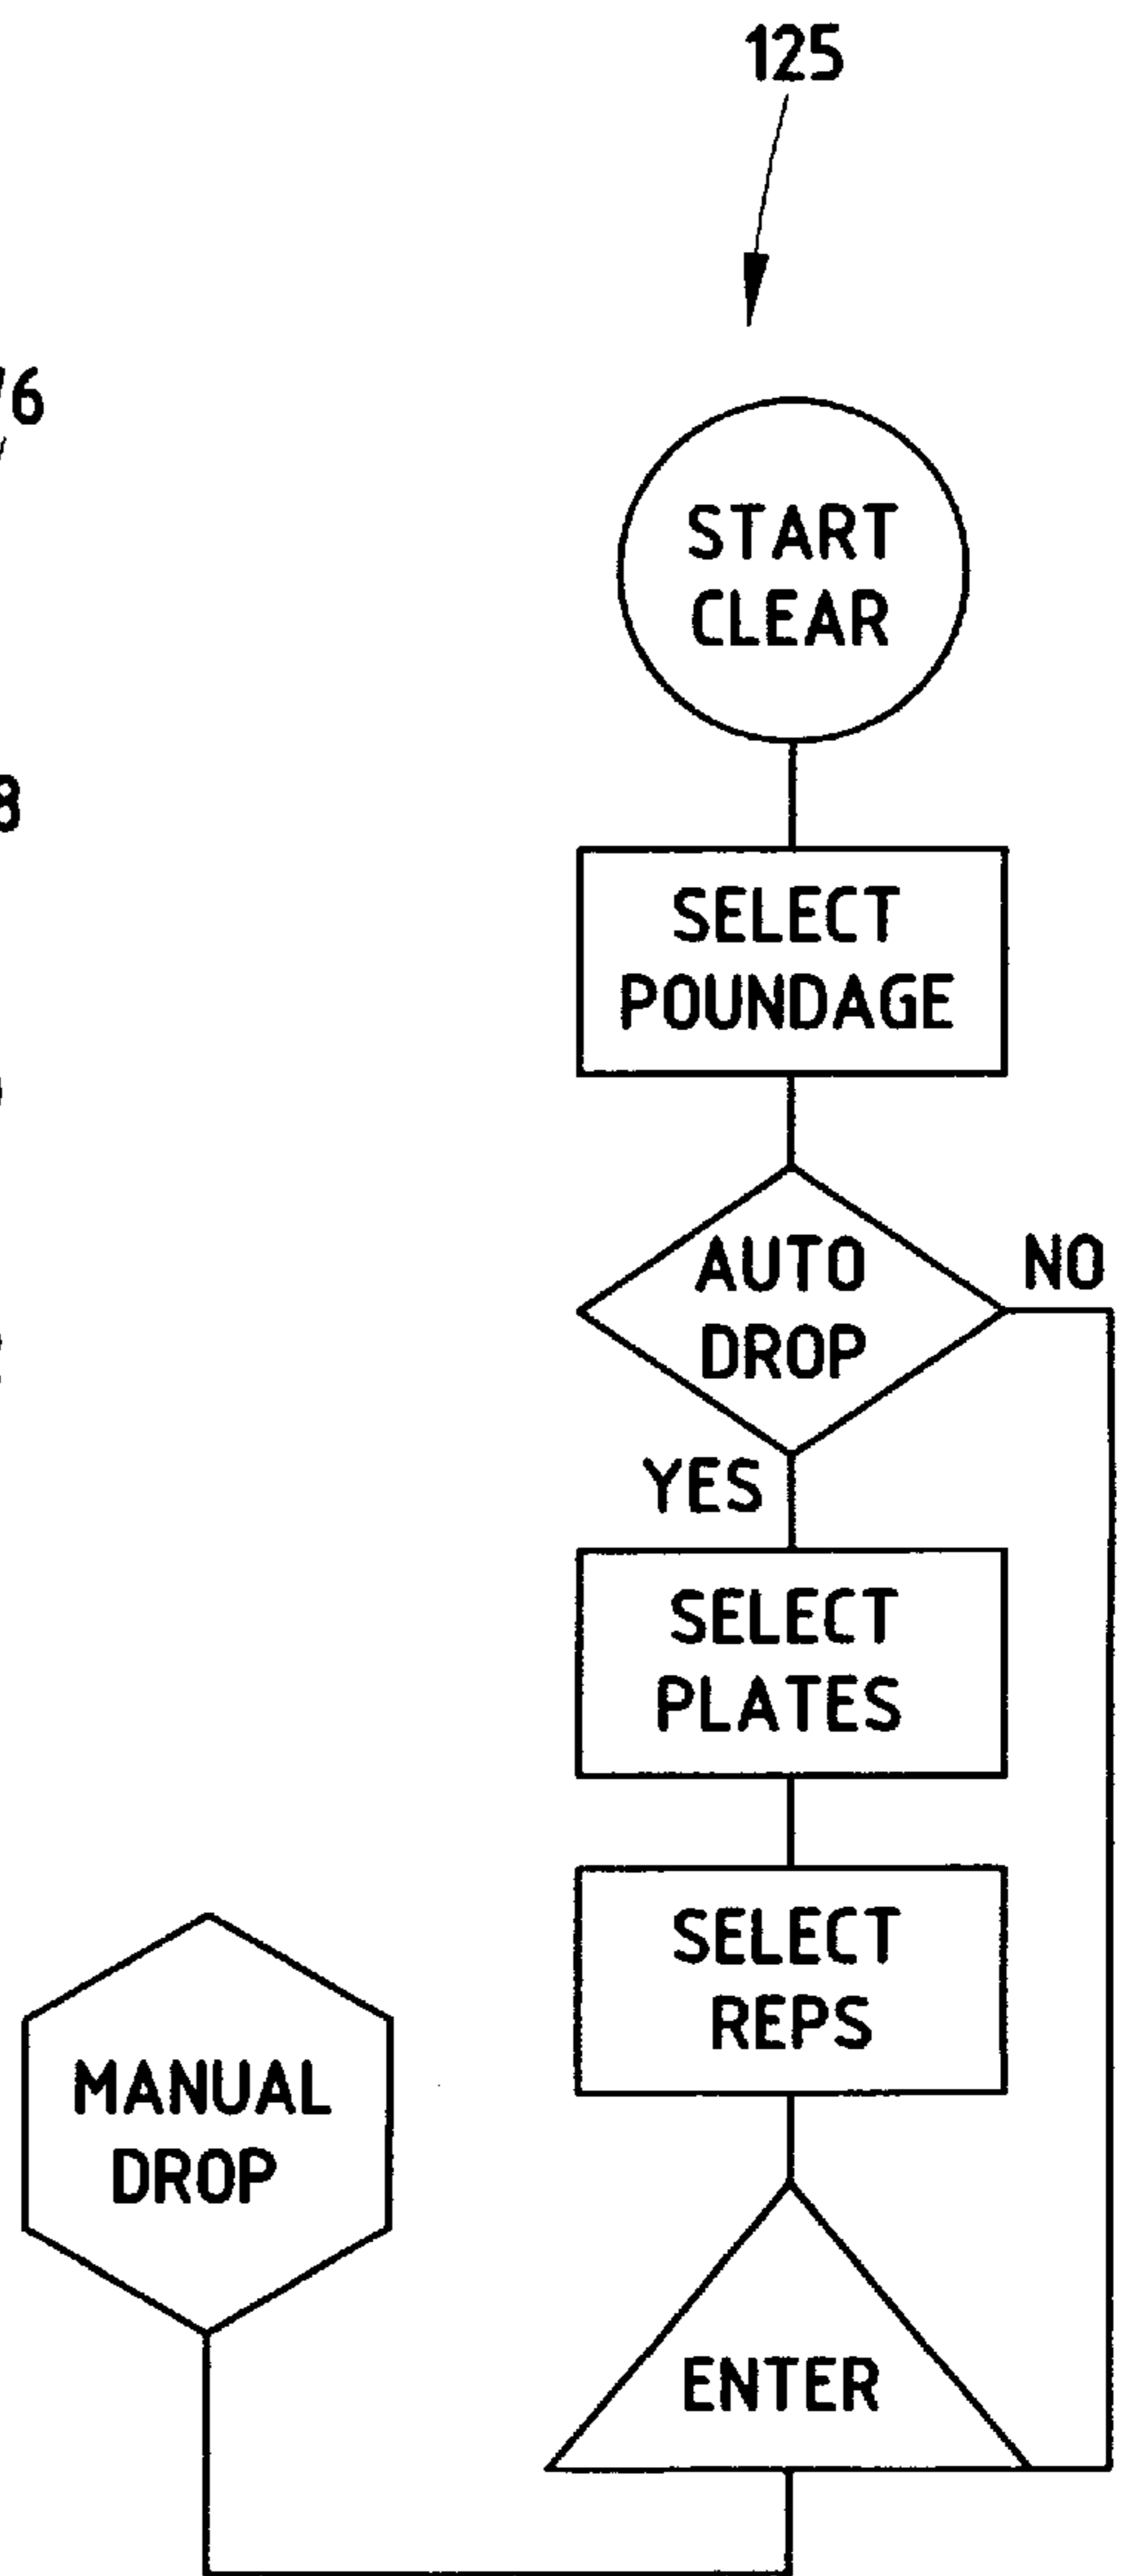 125
START
CLEAR
SELECT
POUNDAGE
AUTO
DROP
NO
YES
SELECT
PLATES
SELECT
REPS
MANUAL
DROP
ENTER